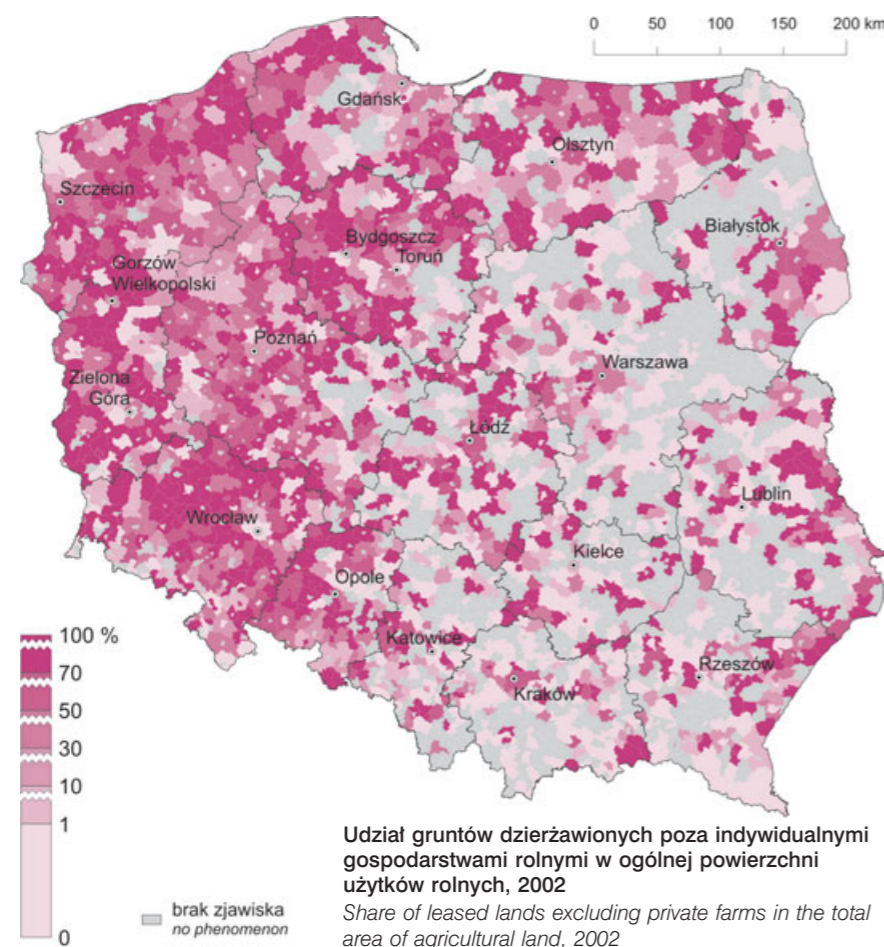 0 50 100 150 200 km
Gdańsk
Olsztyn
Szczecin
Białystok
Bydgoszcz
Toruń
Gorzów
Wielkopolski
Poznań
Warszawa
Zielona
Góra
Łódź
Lublin
Wrocław
Kielce
Opole
Katowice
Rzeszów
Kraków
100 %
70
50
30
10
1
0
brak zjawiska
no phenomenon
Udział gruntów dzierżawionych poza indywidualnymi
gospodarstwami rolnymi w ogólnej powierzchni
użytków rolnych, 2002
Share of leased lands excluding private farms in the total
area of agricultural land, 2002